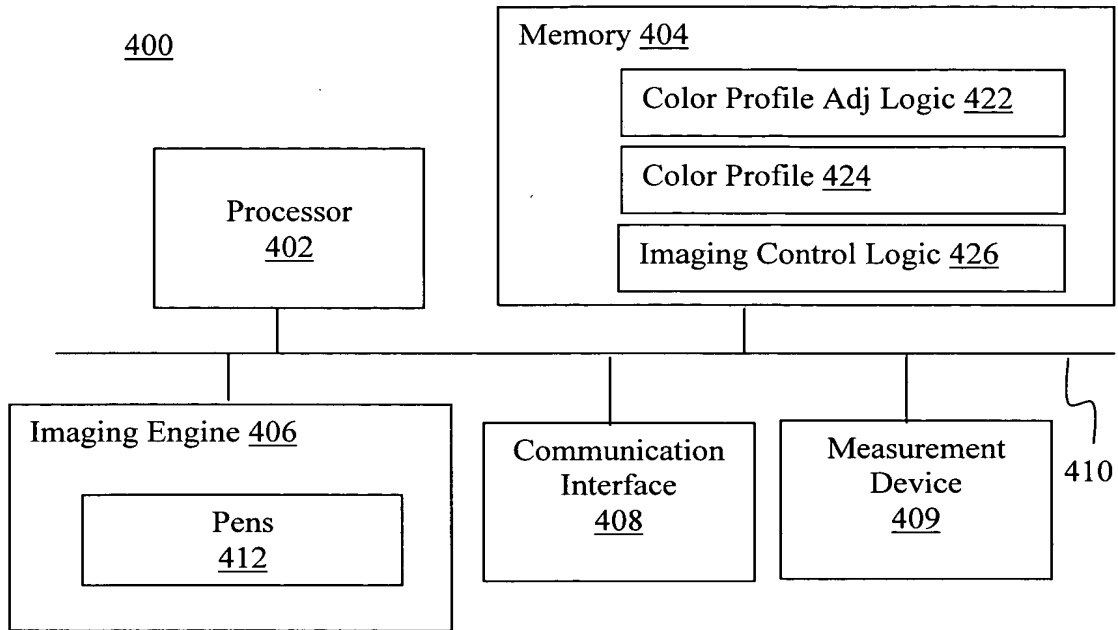 400
Memory 404
Color Profile Adj Logic 422
Color Profile 424
Imaging Control Logic 426
Processor
402
Imaging Engine 406
Pens
412
Communication
Interface
408
Measurement
Device
409
410